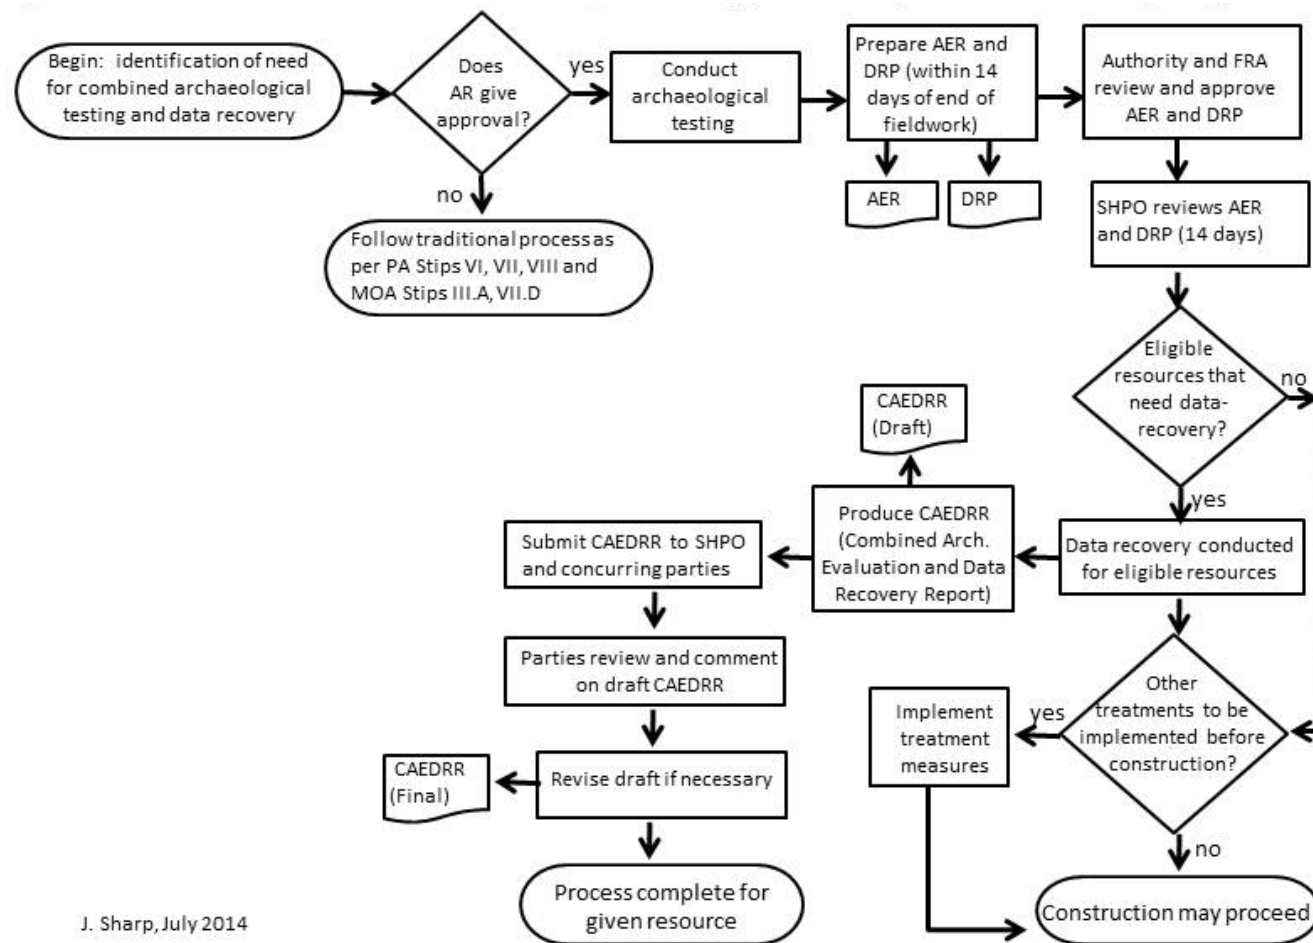 Begin: identification of need
for combined archaeological
testing and data recovery
Does
AR give
approval?
yes
no
Conduct
archaeological
testing
Prepare AER and
DRP (within 14
days of end of
fieldwork)
AER
DRP
Authority and FRA
review and approve
AER and DRP
Follow traditional process as
per PA Stips VI, VII, VIII and
MOA Stips III.A, VII.D
SHPO reviews AER
and DRP (14 days)
Eligible
resources that
need data-
recovery?
no
yes
Data recovery conducted
for eligible resources
CAEDRR
(Draft)
Produce CAEDRR
(Combined Arch.
Evaluation and Data
Recovery Report)
Submit CAEDRR to SHPO
and concurring parties
Parties review and comment
on draft CAEDRR
Revise draft if necessary
CAEDRR
(Final)
Process complete for
given resource
Other
treatments to be
implemented before
construction?
yes
Implement
treatment
measures
no
Construction may proceed
J. Sharp, July 2014